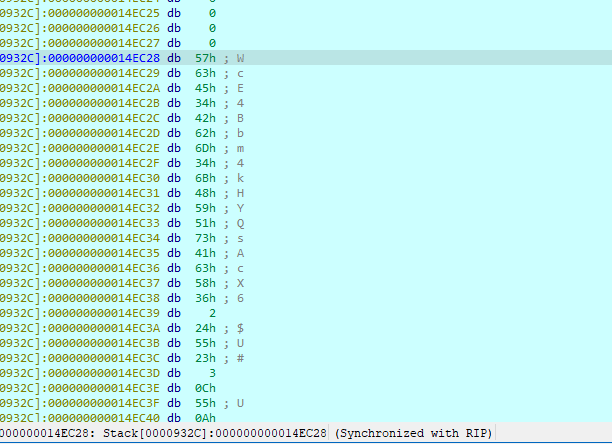 0932C]:000000000014EC25 db 0
0932C]:000000000014EC26 db 0
0932C]:000000000014EC27 db 0
0932C]:000000000014EC28 db 57h ; W
0932C]:000000000014EC29 db 63h ; c
0932C]:000000000014EC2A db 45h ; E
0932C]:000000000014EC2B db 34h ; 4
0932C]:000000000014EC2C db 42h ; B
0932C]:000000000014EC2D db 62h ; b
0932C]:000000000014EC2E db 6Dh ; m
0932C]:000000000014EC2F db 34h ; 4
0932C]:000000000014EC30 db 6Bh ; k
0932C]:000000000014EC31 db 48h ; H
0932C]:000000000014EC32 db 59h ; Y
0932C]:000000000014EC33 db 51h ; Q
0932C]:000000000014EC34 db 73h ; s
0932C]:000000000014EC35 db 41h ; A
0932C]:000000000014EC36 db 63h ; c
0932C]:000000000014EC37 db 58h ; X
0932C]:000000000014EC38 db 36h ; 6
0932C]:000000000014EC39 db 2
0932C]:000000000014EC3A db 24h ; $
0932C]:000000000014EC3B db 55h ; U
0932C]:000000000014EC3C db 23h ; #
0932C]:000000000014EC3D db 3
0932C]:000000000014EC3E db 0Ch
0932C]:000000000014EC3F db 55h ; U
0932C]:000000000014EC40 db 0Ah
000000014EC28: Stack[0000932C]:000000000014EC28 (Synchronized with RIP)